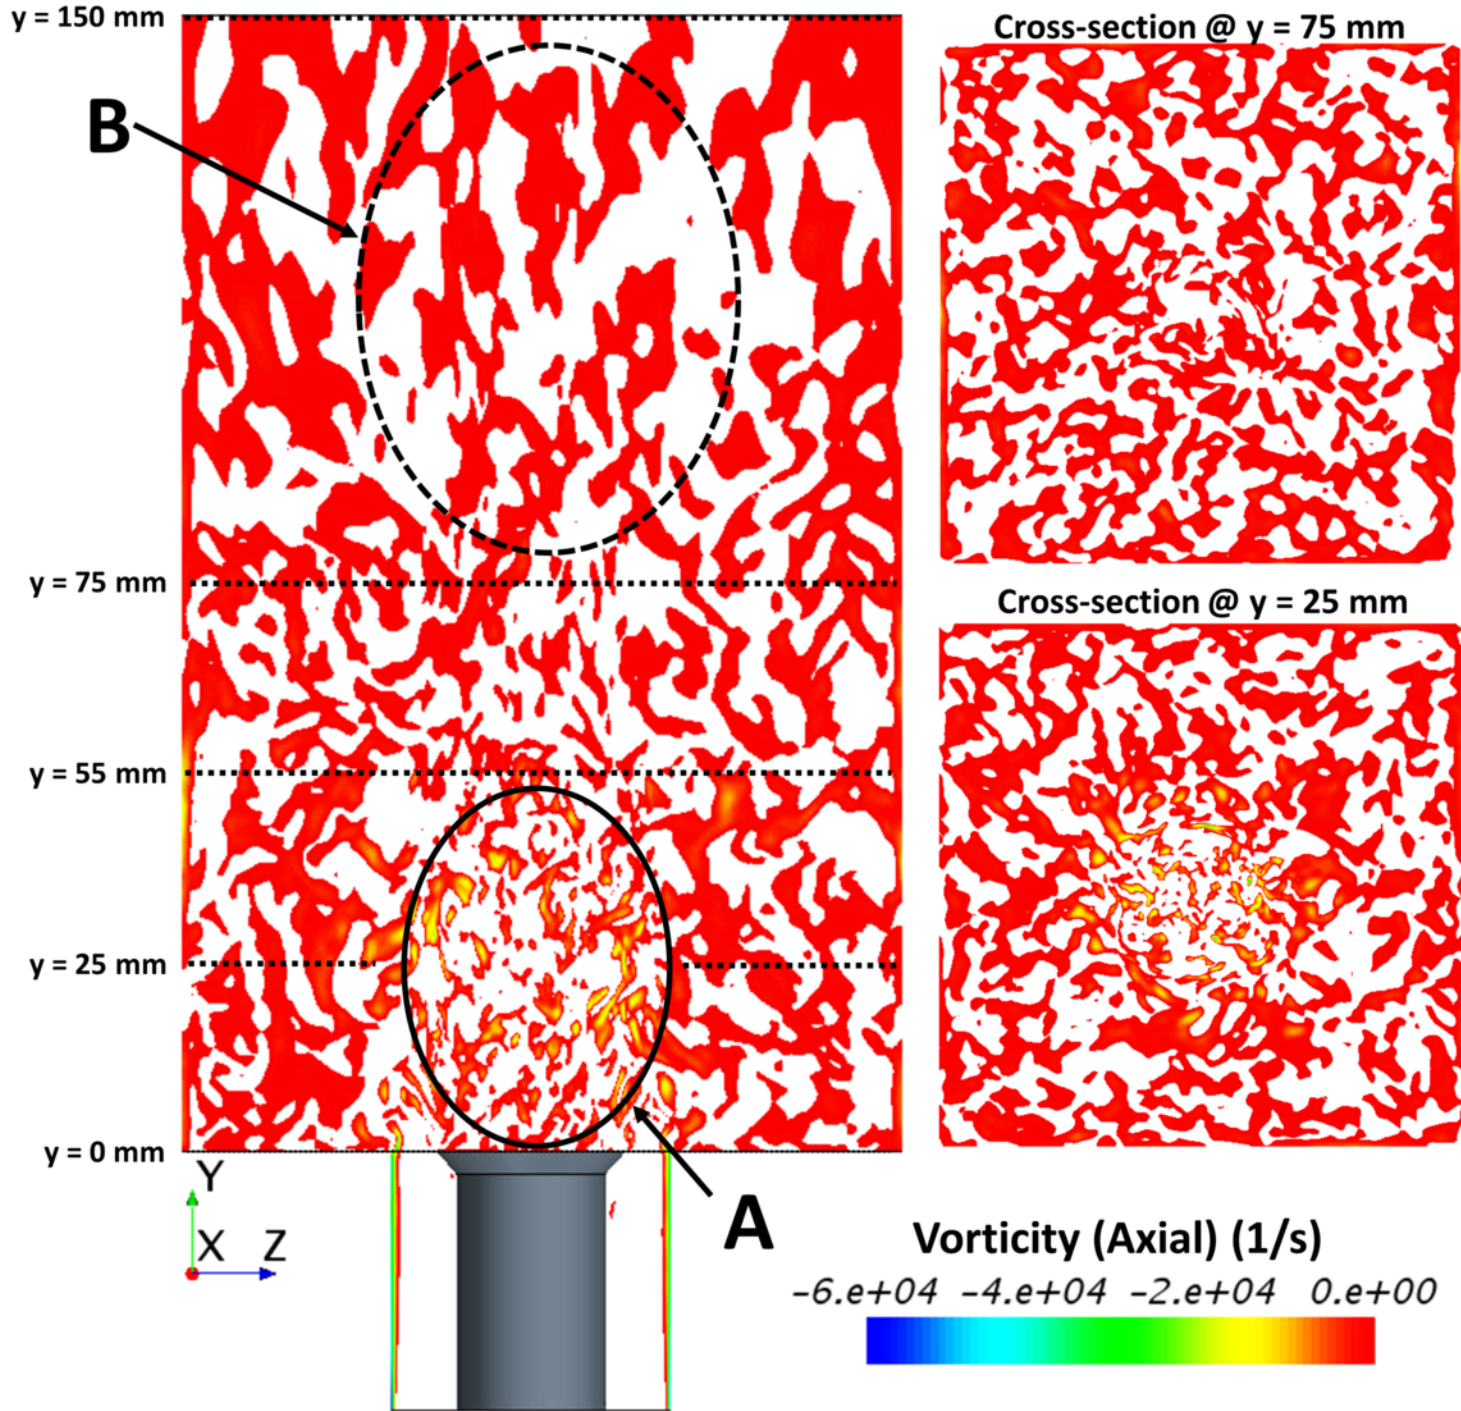 y = 150 mm
Cross-section @ y = 75 mm
B
y = 75 mm
Cross-section @ y = 25 mm
y = 55 mm
y = 25 mm
y = 0 mm
Y
X Z
A
Vorticity (Axial) (1/s)
-6.e+04 -4.e+04 -2.e+04 0.e+00